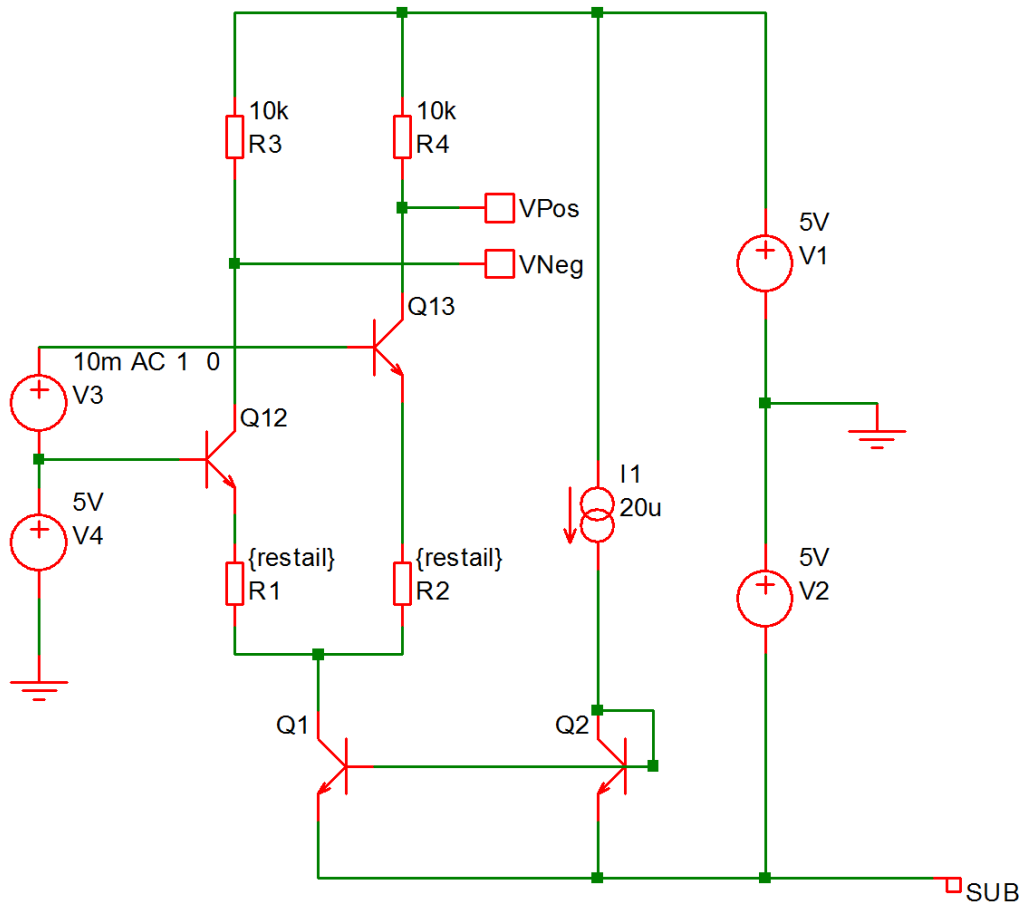 10k
R3
10k
R4
VPos
VNeg
5V
V1
Q13
10m AC 1 0
V3
Q12
I1
20u
5V
V4
{restail}
R1
{restail}
R2
5V
V2
Q1
Q2
SUB